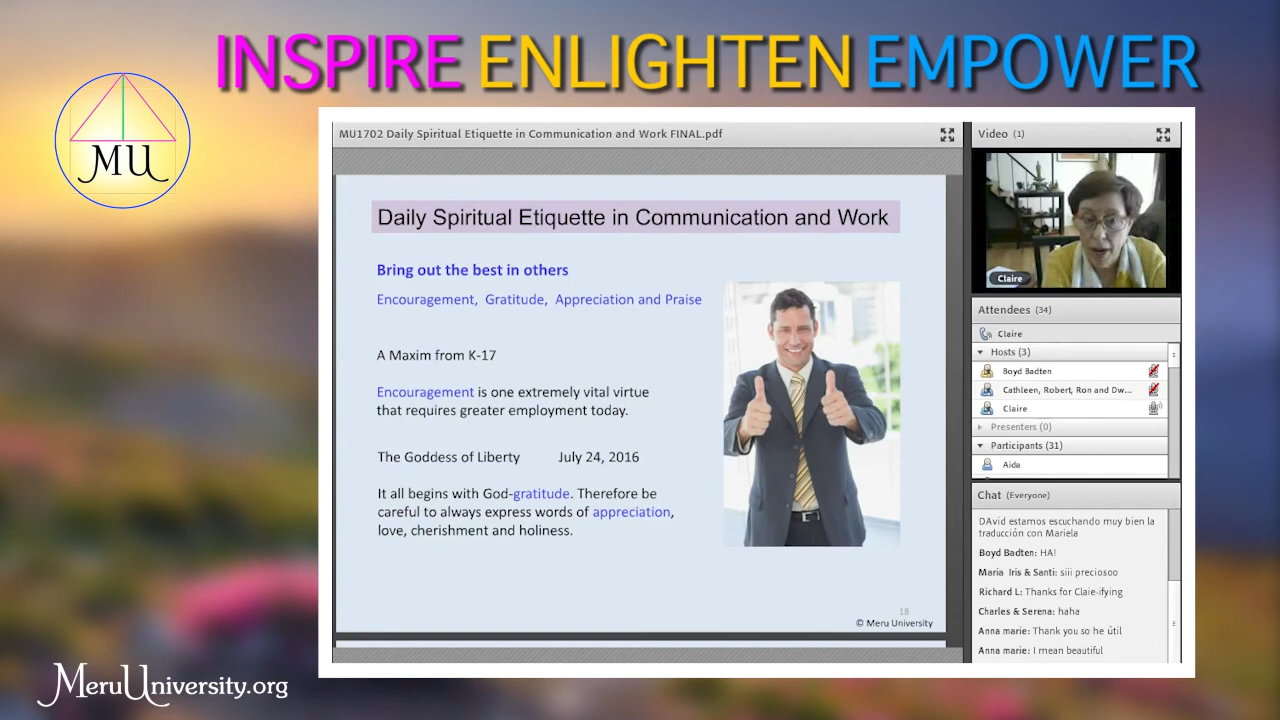 INSPIRE ENLIGHTEN EMPOWER
MU
MU1702 Daily Spiritual Etiquette in Communication and Work FINAL.pdf
Daily Spiritual Etiquette in Communication and Work
Bring out the best in others
Encouragement, Gratitude, Appreciation and Praise
A Maxim from K-17
Encouragement is one extremely vital virtue
that requires greater employment today.
The Goddess of Liberty July 24, 2016
It all begins with God-gratitude. Therefore be
careful to always express words of appreciation,
love, cherishment and holiness.
18
© Meru University
Video (1)
Claire
Attendees (34)
Claire
Hosts (3)
Boyd Badten
Cathleen, Robert, Ron and Dw...
Claire
Presenters (0)
Participants (31)
Aida
Chat (Everyone)
DAvid estamos escuchando muy bien la
traducción con Mariela
Boyd Badten: HA!
Maria Iris & Santi: siii preciosoo
Richard L: Thanks for Claie-ifying
Charles & Serena: haha
Anna marie: Thank you so he útil
Anna marie: I mean beautiful
MeruUniversity.org